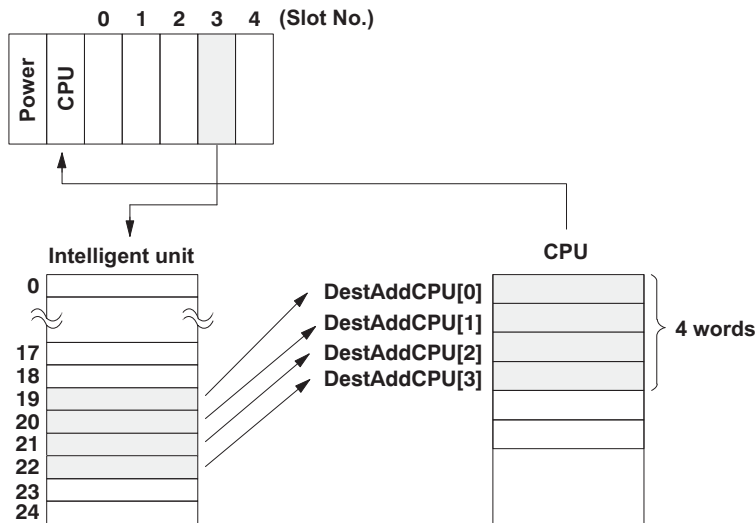 0 1 2 3 4 (Slot No.)
Power
CPU
Intelligent unit
CPU
0
17
18
19
20
21
22
23
24
DestAddCPU[0]
DestAddCPU[1]
DestAddCPU[2]
DestAddCPU[3]
4 words